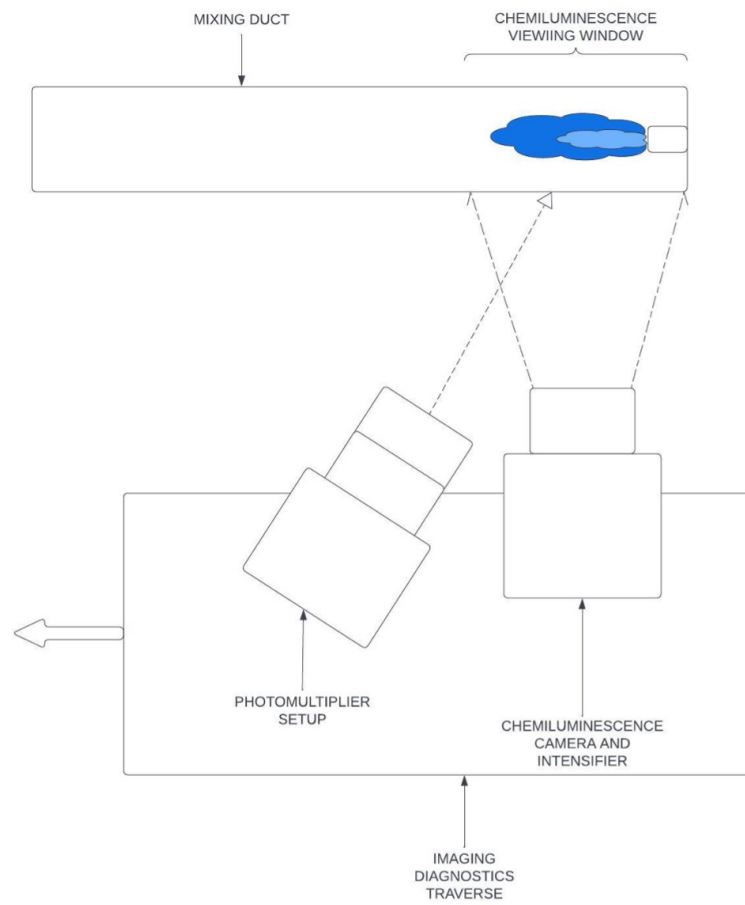 MIXING DUCT
CHEMILUMINESCENCE
VIEWIING WINDOW
PHOTOMULTIPLIER
SETUP
CHEMILUMINESCENCE
CAMERA AND
INTENSIFIER
IMAGING
DIAGNOSTICS
TRAVERSE